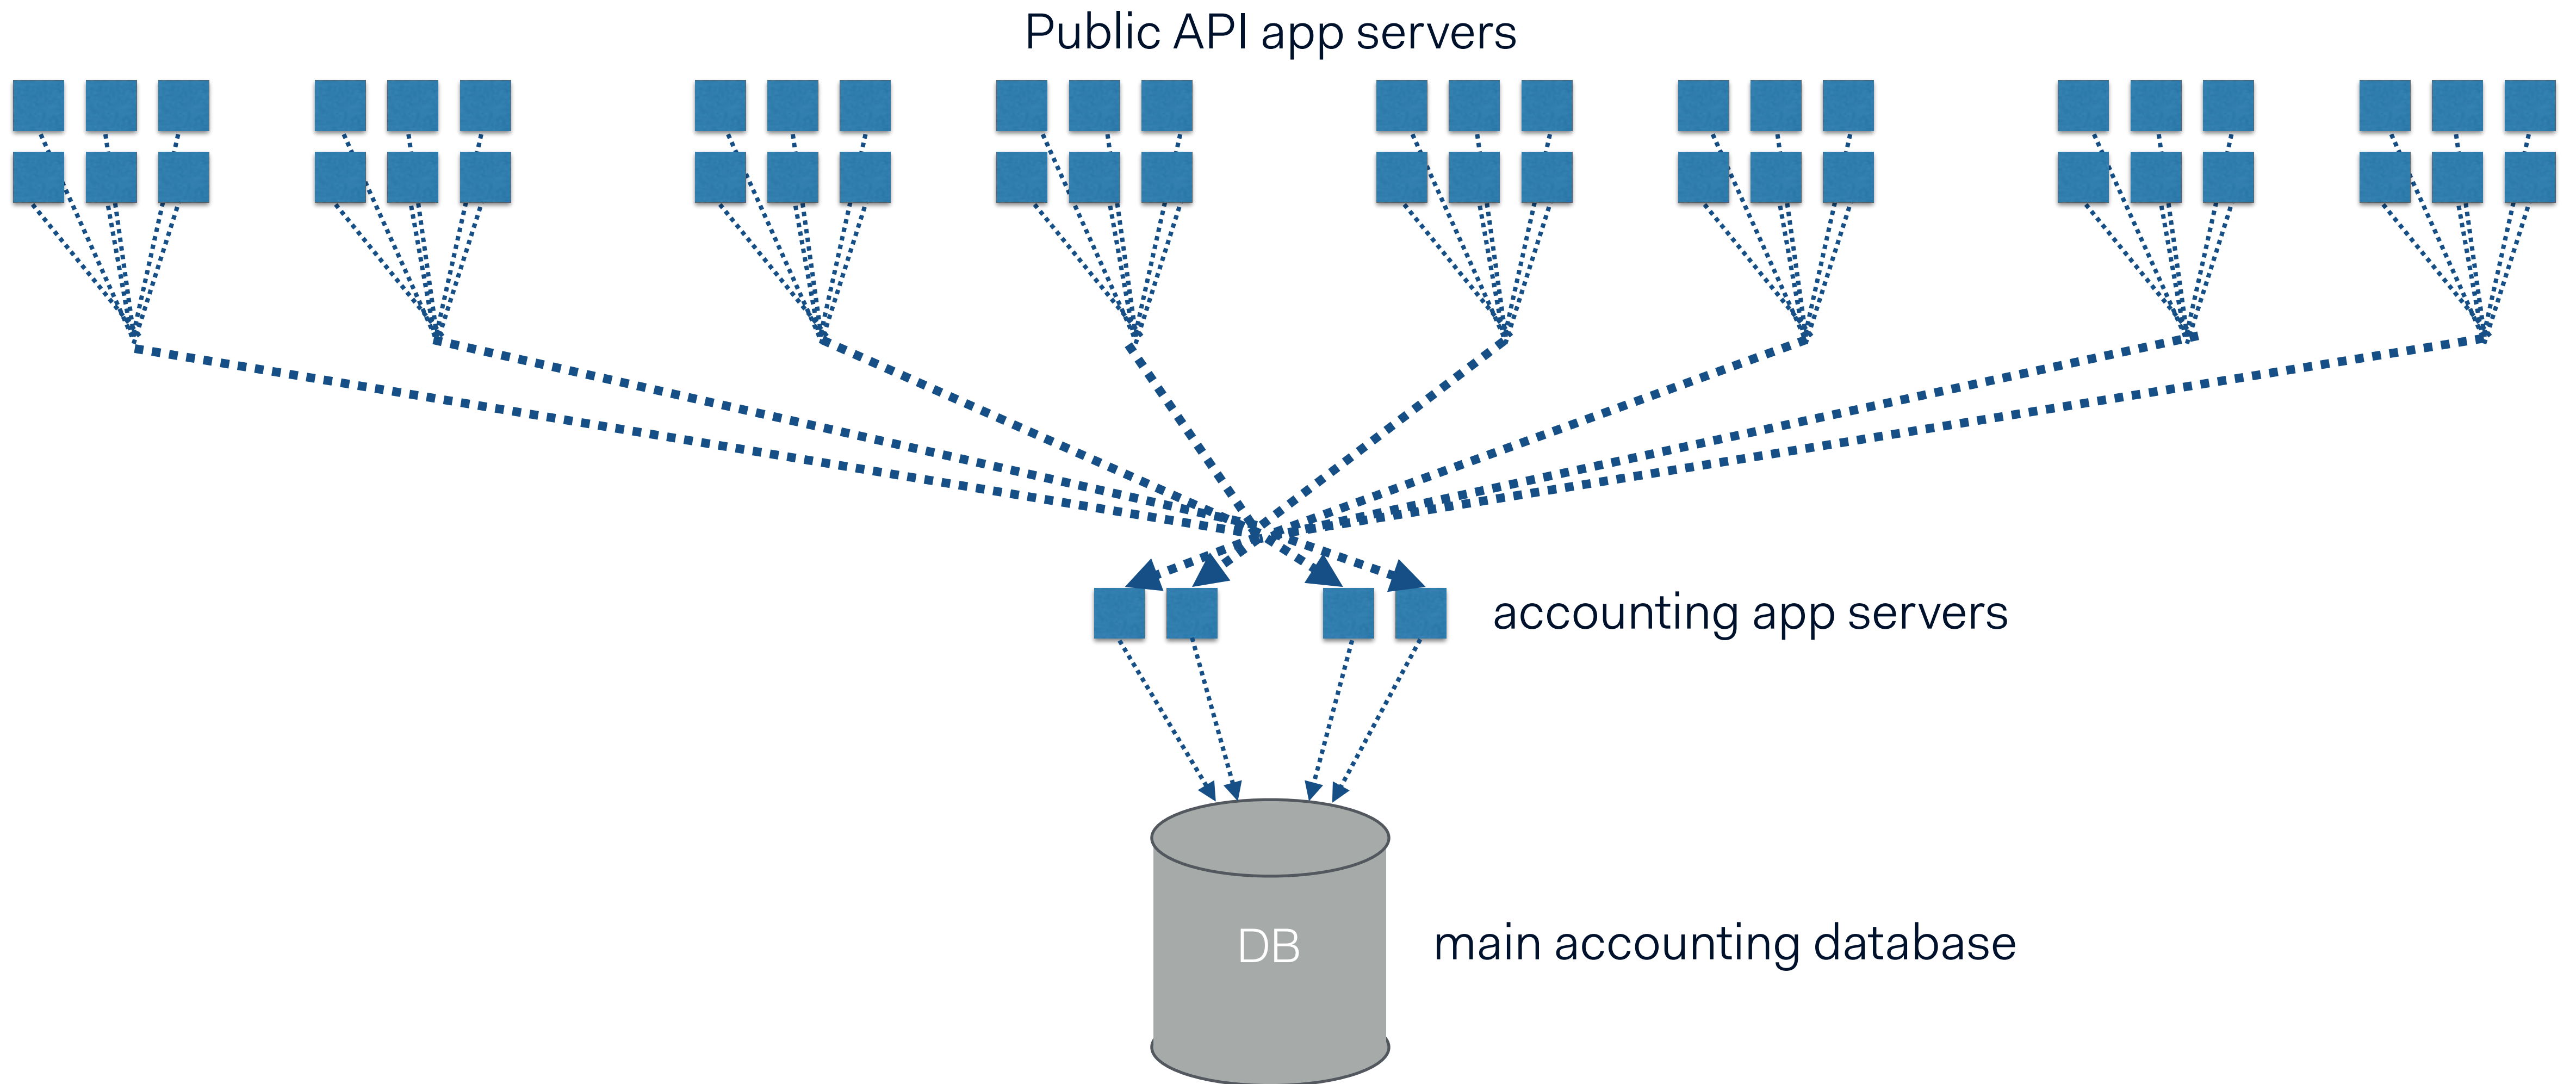 Public API app servers
accounting app servers
DB
main accounting database